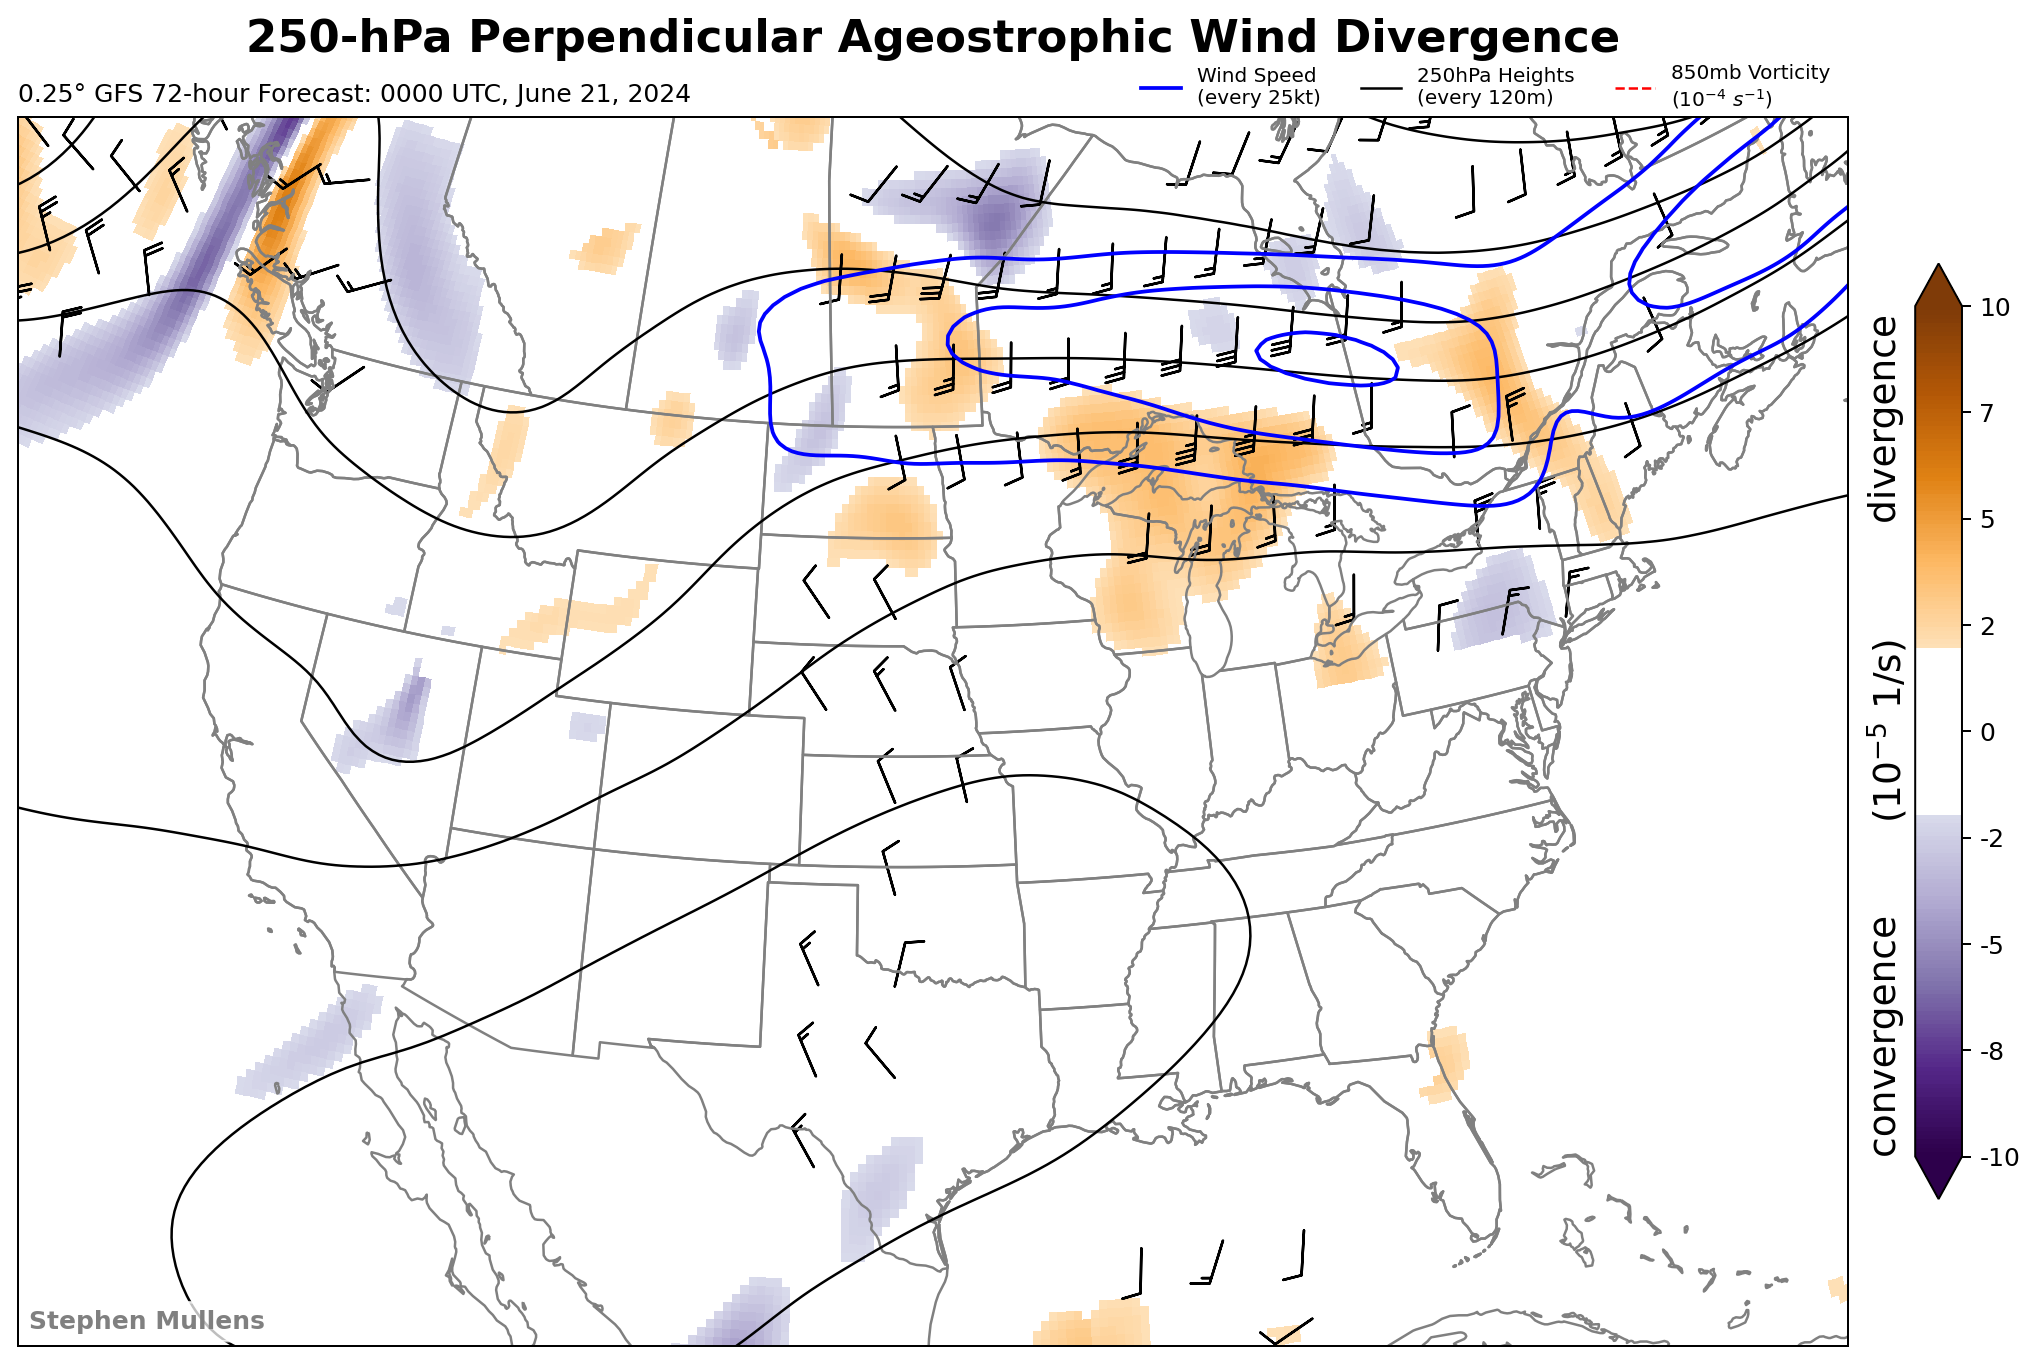 250-hPa Perpendicular Ageostrophic Wind Divergence
0.25° GFS 72-hour Forecast: 0000 UTC, June 21, 2024
Wind Speed
(every 25kt)
250hPa Heights
(every 120m)
850mb Vorticity
(10⁻⁴ s⁻¹)
10
7
5
2
0
-2
-5
-8
-10
convergence (10⁻⁵ 1/s) divergence
Stephen Mullens